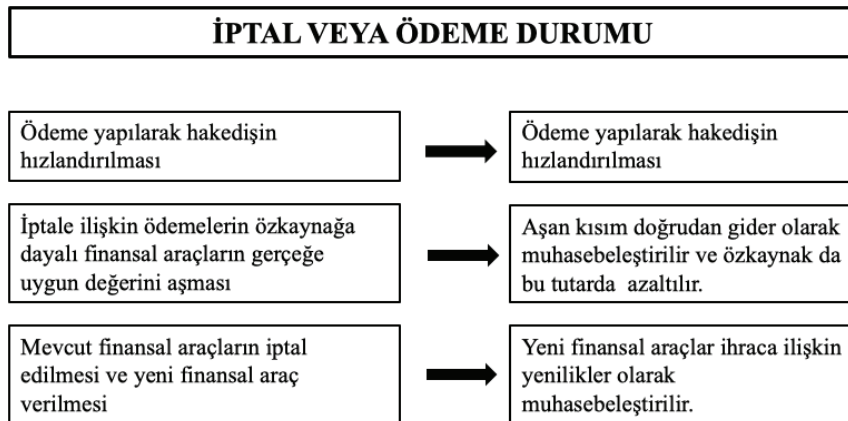 İPTAL VEYA ÖDEME DURUMU
Ödeme yapılarak hakedişin
hızlandırılması
Ödeme yapılarak hakedişin
hızlandırılması
İptale ilişkin ödemelerin özkaynağa
dayalı finansal araçların gerçeğe
uygun değerini aşması
Aşan kısım doğrudan gider olarak
muhasebeleştirilir ve özkaynak da
bu tutarda azaltılır.
Mevcut finansal araçların iptal
edilmesi ve yeni finansal araç
verilmesi
Yeni finansal araçlar ihraca ilişkin
yenilikler olarak
muhasebeleştirilir.